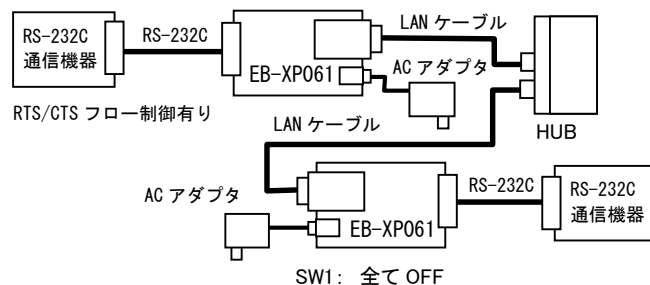 LAN ケーブル
RS-232C
通信機器
RS-232C
EB-XP061
AC アダプタ
RTS/CTS フロー制御有り
LAN ケーブル
HUB
AC アダプタ
RS-232C
RS-232C
通信機器
EB-XP061
SW1: 全て OFF